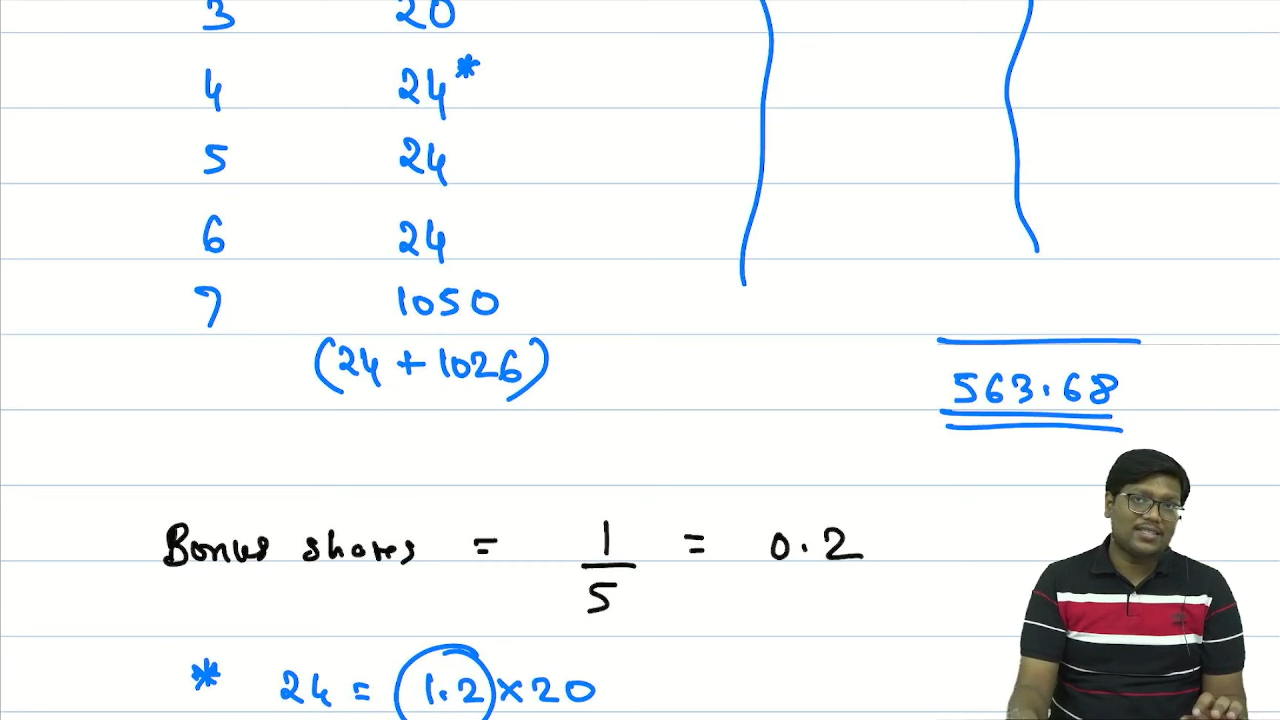 3 20
4 24*
5 24
6 24
7 1050
(24 + 1026)
563.68
Bonus shares = 1/5 = 0.2
* 24 = 1.2 × 20